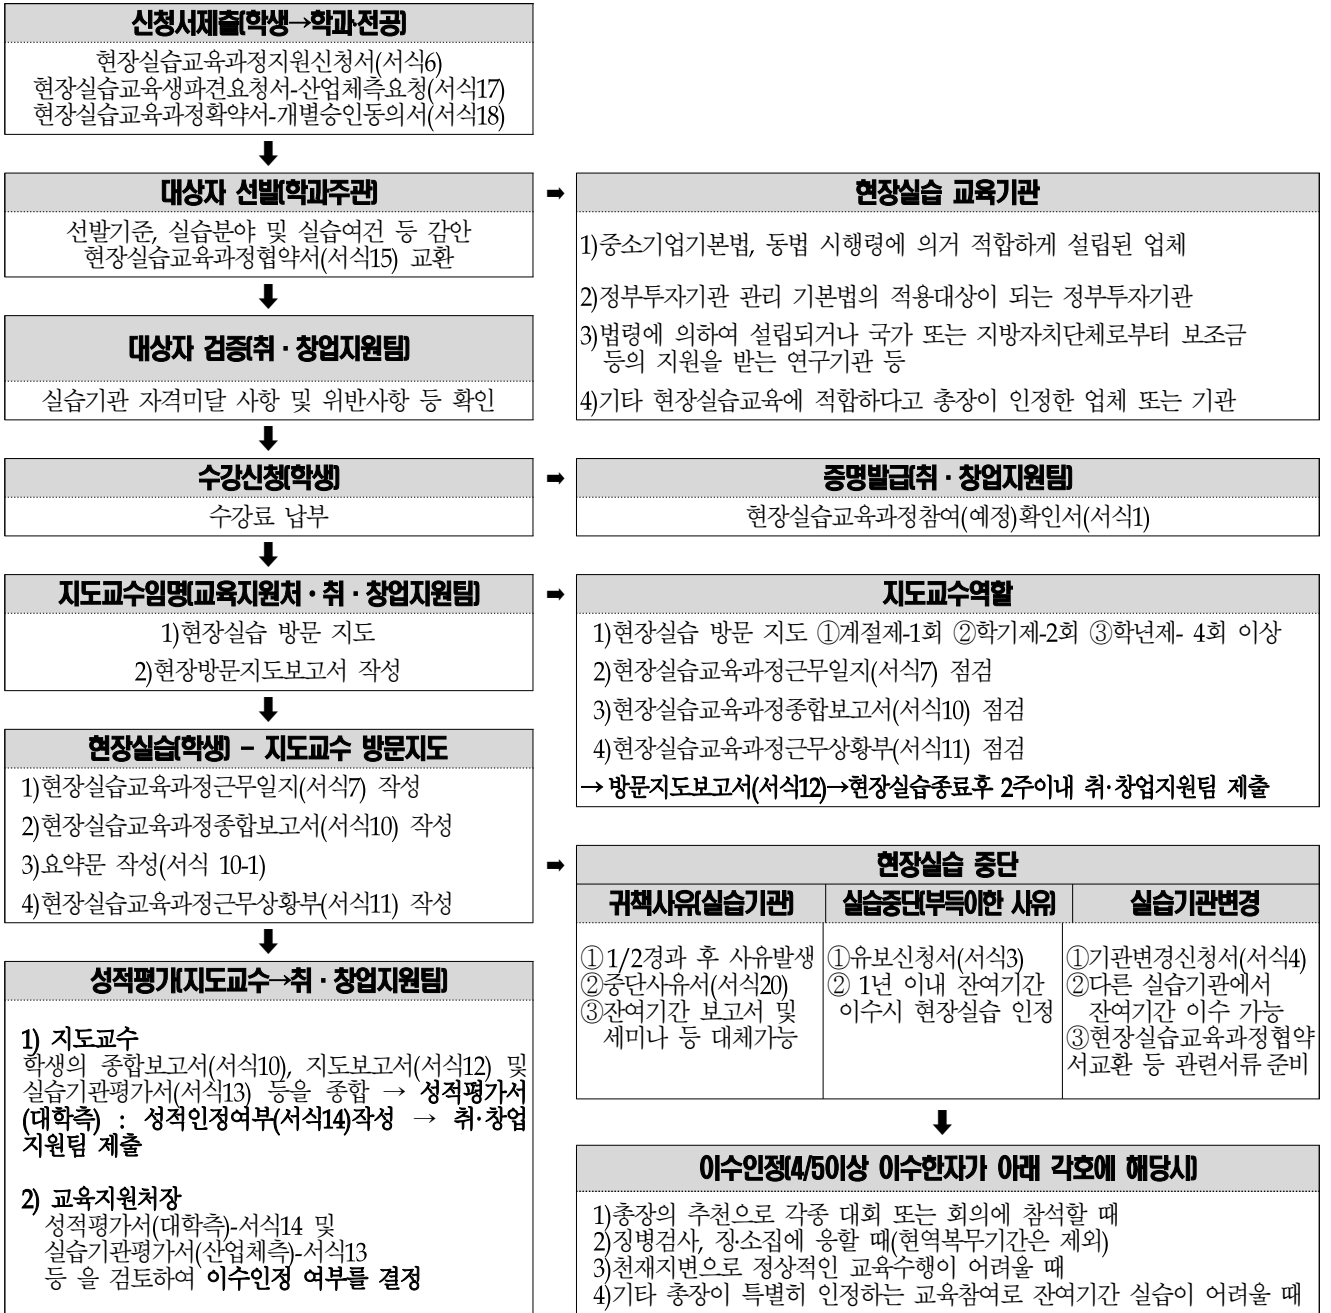 신청서제출(학생→학과·전공)
현장실습교육과정지원신청서(서식6)
현장실습교육생파견요청서-산업체측요청(서식17)
현장실습교육과정확약서-개별승인동의서(서식18)
⬇
대상자 선발(학과주관)
선발기준, 실습분야 및 실습여건 등 감안
현장실습교육과정협약서(서식15) 교환
➡
현장실습 교육기관
1)중소기업기본법, 동법 시행령에 의거 적합하게 설립된 업체
2)정부투자기관 관리 기본법의 적용대상이 되는 정부투자기관
3)법령에 의하여 설립되거나 국가 또는 지방자치단체로부터 보조금
등의 지원을 받는 연구기관 등
4)기타 현장실습교육에 적합하다고 총장이 인정한 업체 또는 기관
⬇
대상자 검증(취·창업지원팀)
실습기관 자격미달 사항 및 위반사항 등 확인
⬇
수강신청(학생)
수강료 납부
➡
증명발급(취·창업지원팀)
현장실습교육과정참여(예정)확인서(서식1)
⬇
지도교수임명(교육지원처·취·창업지원팀)
1)현장실습 방문 지도
2)현장방문지도보고서 작성
➡
지도교수역할
1)현장실습 방문 지도 ①계절제-1회 ②학기제-2회 ③학년제- 4회 이상
2)현장실습교육과정근무일지(서식7) 점검
3)현장실습교육과정종합보고서(서식10) 점검
4)현장실습교육과정근무상황부(서식11) 점검
→ 방문지도보고서(서식12)→현장실습종료후 2주이내 취·창업지원팀 제출
⬇
현장실습(학생) - 지도교수 방문지도
1)현장실습교육과정근무일지(서식7) 작성
2)현장실습교육과정종합보고서(서식10) 작성
3)요약문 작성(서식 10-1)
4)현장실습교육과정근무상황부(서식11) 작성
➡
현장실습 중단
귀책사유(실습기관)
①1/2경과 후 사유발생
②중단사유서(서식20)
③잔여기간 보고서 및
세미나 등 대체가능
실습중단(부득이한 사유)
①유보신청서(서식3)
② 1년 이내 잔여기간
이수시 현장실습 인정
실습기관변경
①기관변경신청서(서식4)
②다른 실습기관에서
잔여기간 이수 가능
③현장실습교육과정협약
서교환 등 관련서류 준비
⬇
성적평가(지도교수→취·창업지원팀)
1) 지도교수
학생의 종합보고서(서식10), 지도보고서(서식12) 및
실습기관평가서(서식13) 등을 종합 → 성적평가서
(대학측) : 성적인정여부(서식14)작성 → 취·창업
지원팀 제출
2) 교육지원처장
성적평가서(대학측)-서식14 및
실습기관평가서(산업체측)-서식13
등 을 검토하여 이수인정 여부를 결정
⬇
이수인정(4/5이상 이수한자가 아래 각호에 해당시)
1)총장의 추천으로 각종 대회 또는 회의에 참석할 때
2)징병검사, 징·소집에 응할 때(현역복무기간은 제외)
3)천재지변으로 정상적인 교육수행이 어려울 때
4)기타 총장이 특별히 인정하는 교육참여로 잔여기간 실습이 어려울 때